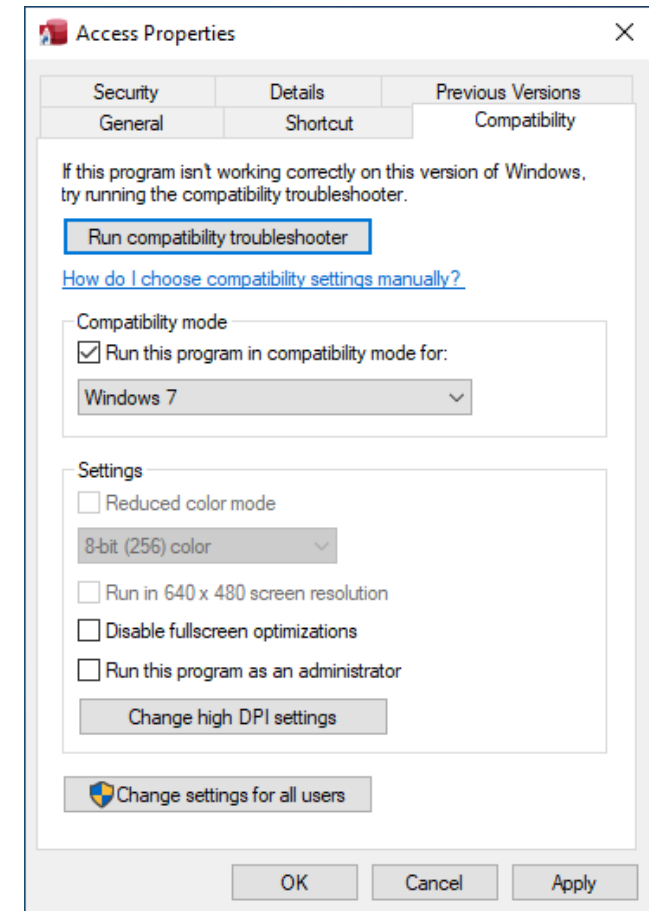 Access Properties
Security
Details
Previous Versions
General
Shortcut
Compatibility
If this program isn't working correctly on this version of Windows,
try running the compatibility troubleshooter.
Run compatibility troubleshooter
How do I choose compatibility settings manually?
Compatibility mode
Run this program in compatibility mode for:
Windows 7
Settings
Reduced color mode
8-bit (256) color
Run in 640 x 480 screen resolution
Disable fullscreen optimizations
Run this program as an administrator
Change high DPI settings
Change settings for all users
OK
Cancel
Apply